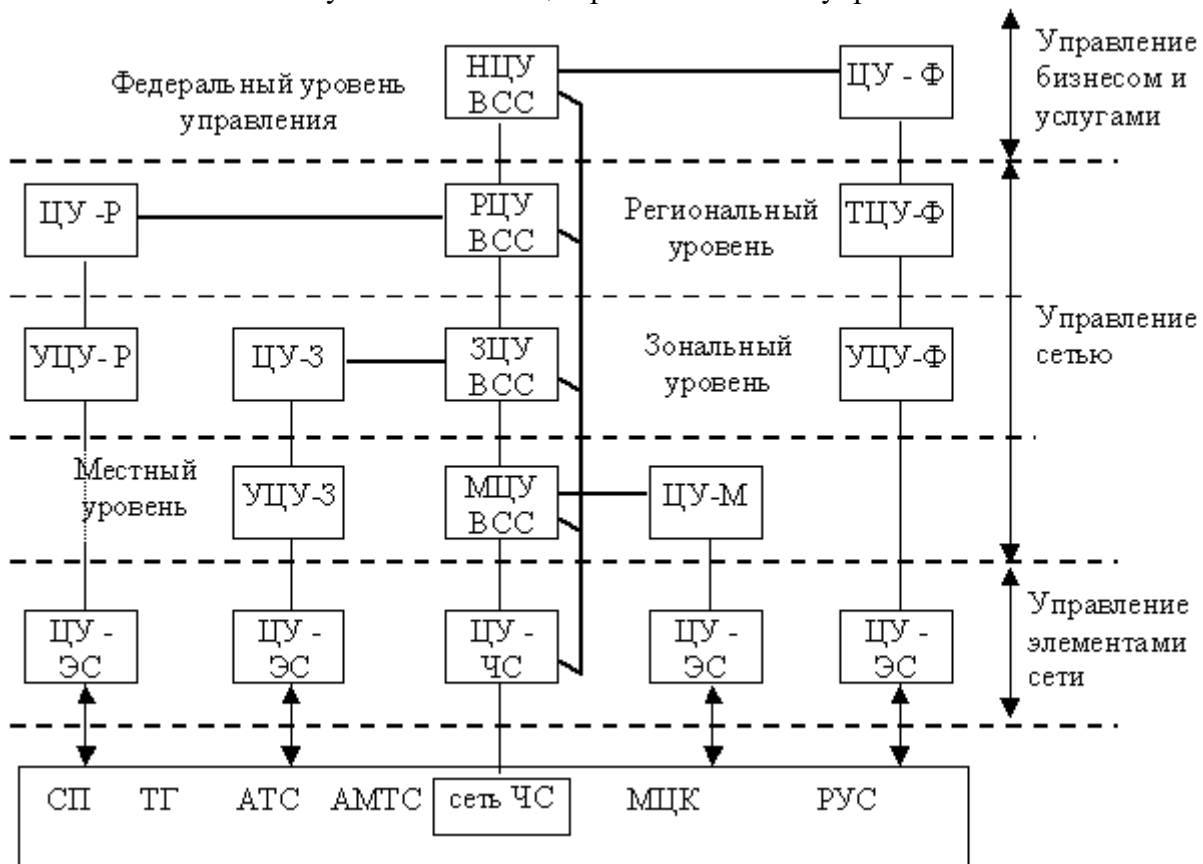 НЦУ
ВСС
ЦУ - Ф
Управление
бизнесом и
услугами
Федеральный уровень
управления
ЦУ -Р
РЦУ
ВСС
Региональный
уровень
ТЦУ-Ф
Управление
сетью
УЦУ- Р
ЦУ-З
ЗЦУ
ВСС
Зональный
уровень
УЦУ-Ф
Местный
уровень
УЦУ-З
МЦУ
ВСС
ЦУ-М
ЦУ -
ЭС
ЦУ -
ЭС
ЦУ -
ЧС
ЦУ -
ЭС
ЦУ -
ЭС
Управление
элементами
сети
СП ТГ АТС АМТС сеть ЧС МЦК РУС